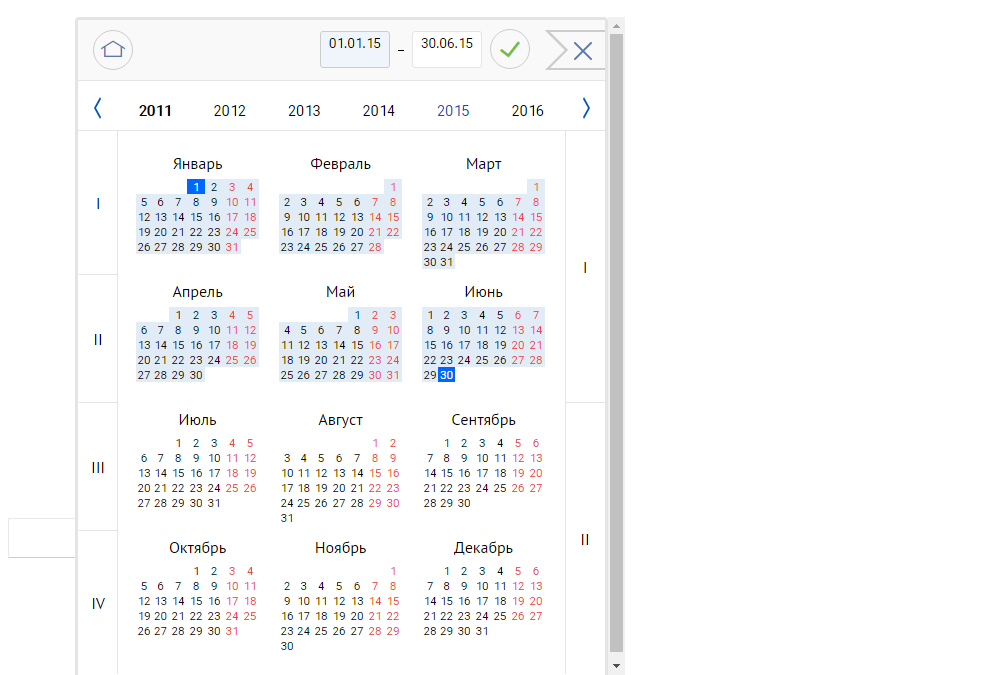 01.01.15 – 30.06.15
2011 2012 2013 2014 2015 2016
I
Январь
1 2 3 4
5 6 7 8 9 10 11
12 13 14 15 16 17 18
19 20 21 22 23 24 25
26 27 28 29 30 31
Февраль
1
2 3 4 5 6 7 8
9 10 11 12 13 14 15
16 17 18 19 20 21 22
23 24 25 26 27 28
Март
1
2 3 4 5 6 7 8
9 10 11 12 13 14 15
16 17 18 19 20 21 22
23 24 25 26 27 28 29
30 31
I
II
Апрель
1 2 3 4 5
6 7 8 9 10 11 12
13 14 15 16 17 18 19
20 21 22 23 24 25 26
27 28 29 30
Май
1 2 3
4 5 6 7 8 9 10
11 12 13 14 15 16 17
18 19 20 21 22 23 24
25 26 27 28 29 30 31
Июнь
1 2 3 4 5 6 7
8 9 10 11 12 13 14
15 16 17 18 19 20 21
22 23 24 25 26 27 28
29 30
III
Июль
1 2 3 4 5
6 7 8 9 10 11 12
13 14 15 16 17 18 19
20 21 22 23 24 25 26
27 28 29 30 31
Август
1 2
3 4 5 6 7 8 9
10 11 12 13 14 15 16
17 18 19 20 21 22 23
24 25 26 27 28 29 30
31
Сентябрь
1 2 3 4 5 6
7 8 9 10 11 12 13
14 15 16 17 18 19 20
21 22 23 24 25 26 27
28 29 30
II
IV
Октябрь
1 2 3 4
5 6 7 8 9 10 11
12 13 14 15 16 17 18
19 20 21 22 23 24 25
26 27 28 29 30 31
Ноябрь
1
2 3 4 5 6 7 8
9 10 11 12 13 14 15
16 17 18 19 20 21 22
23 24 25 26 27 28 29
30
Декабрь
1 2 3 4 5 6
7 8 9 10 11 12 13
14 15 16 17 18 19 20
21 22 23 24 25 26 27
28 29 30 31